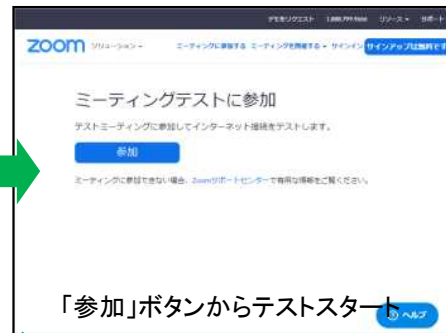 デモをリクエスト 1.888.799.9666 リソース サポート
zoom ソリューション ミーティングに参加する ミーティングを開催する サインイン サインアップは無料です
ミーティングテストに参加
テストミーティングに参加してインターネット接続をテストします。
参加
ミーティングに参加できない場合、Zoomサポートセンターで有用な情報をご覧ください。
「参加」ボタンからテストスタート
ヘルプ